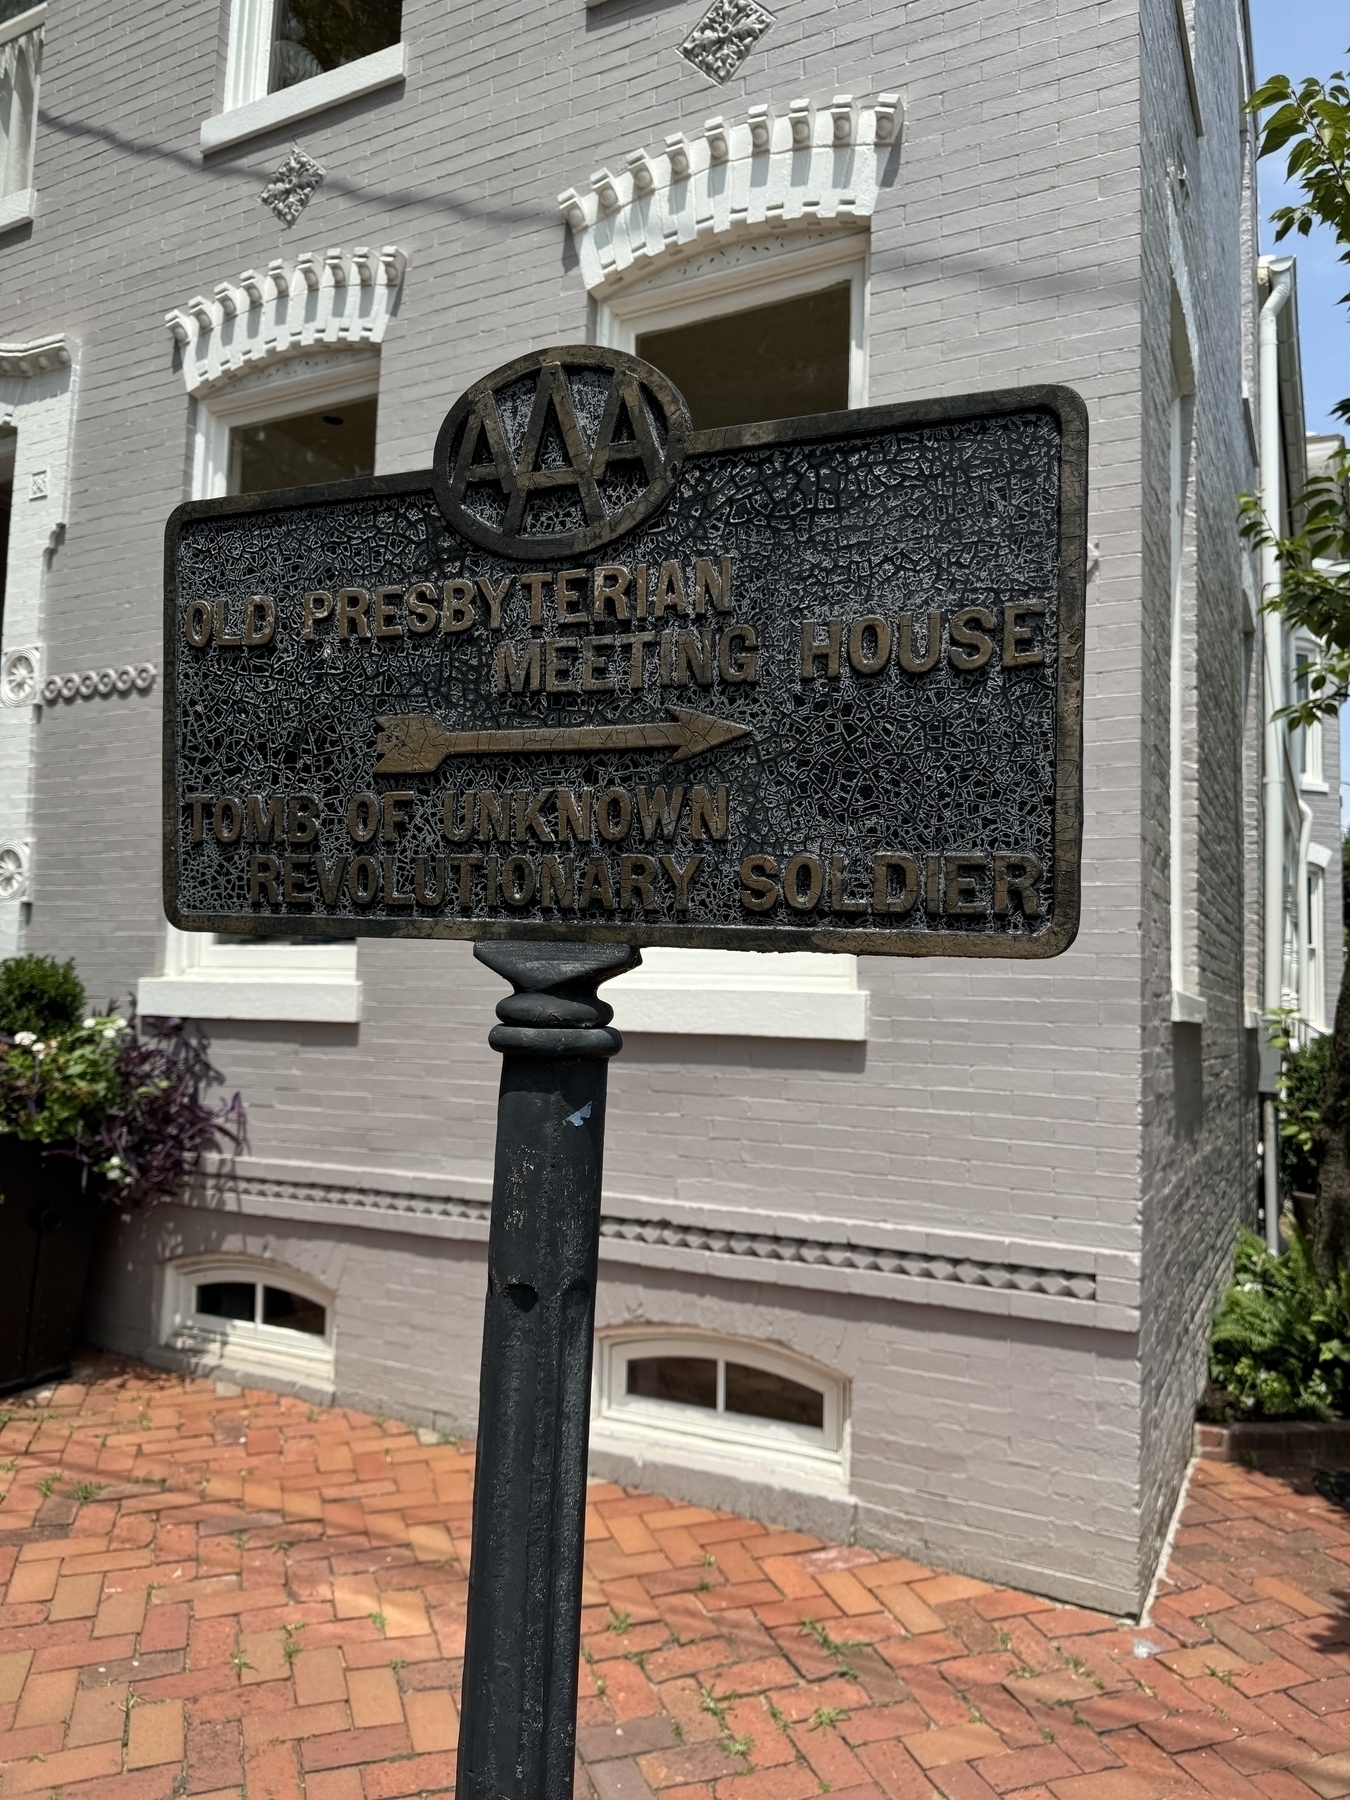 AAA
OLD PRESBYTERIAN
MEETING HOUSE
TOMB OF UNKNOWN
REVOLUTIONARY SOLDIER